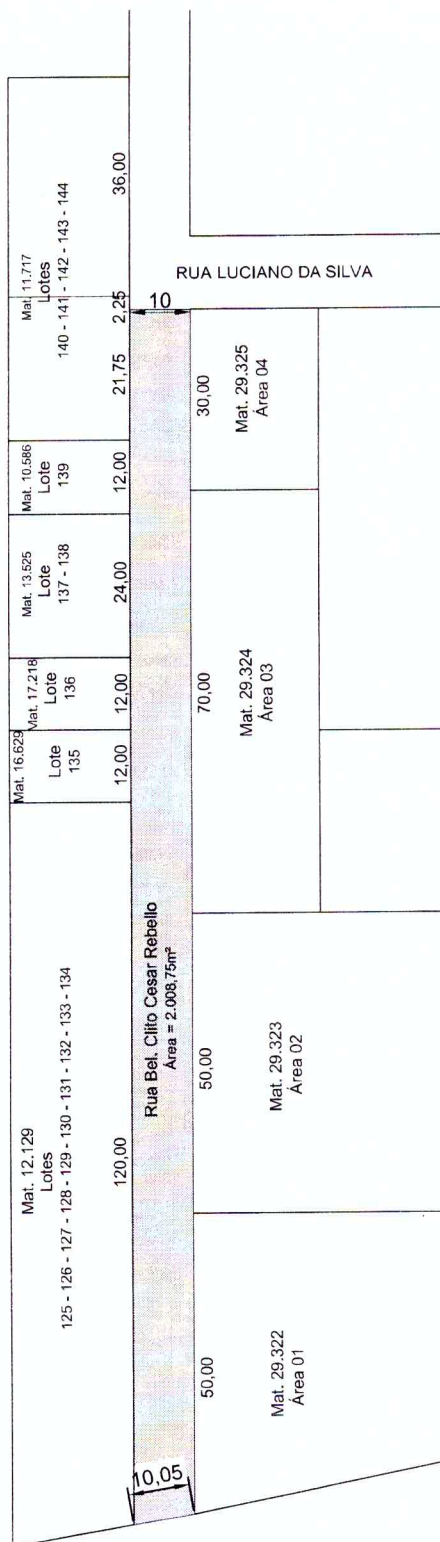 Mat. 11.717
Lotes
140 - 141 - 142 - 143 - 144
36,00
2,25
21,75
RUA LUCIANO DA SILVA
10
Mat. 10.586
Lote
139
12,00
30,00
Mat. 29.325
Área 04
Mat. 13.525
Lote
137 - 138
24,00
Mat. 17.218
Lote
136
12,00
70,00
Mat. 29.324
Área 03
Mat. 16.629
Lote
135
12,00
Mat. 12.129
Lotes
125 - 126 - 127 - 128 - 129 - 130 - 131 - 132 - 133 - 134
120,00
Rua Bel. Clito Cesar Rebello
Área = 2.008,75m²
50,00
Mat. 29.323
Área 02
50,00
Mat. 29.322
Área 01
10,05